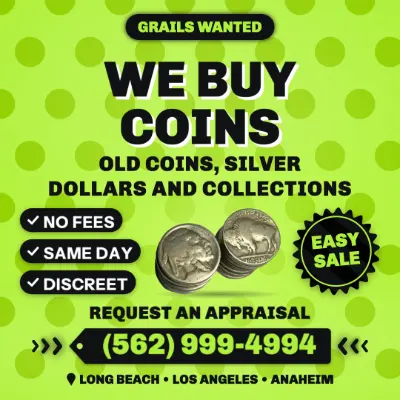 GRAILS WANTED
WE BUY
COINS
OLD COINS, SILVER
DOLLARS AND COLLECTIONS
NO FEES
SAME DAY
DISCREET
EASY
SALE
REQUEST AN APPRAISAL
(562) 999-4994
LONG BEACH • LOS ANGELES • ANAHEIM